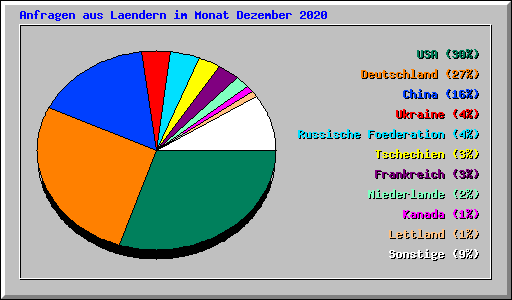 Anfragen aus Laendern im Monat Dezember 2020
USA (30%)
Deutschland (27%)
China (16%)
Ukraine (4%)
Russische Foederation (4%)
Tschechien (3%)
Frankreich (3%)
Niederlande (2%)
Kanada (1%)
Lettland (1%)
Sonstige (9%)